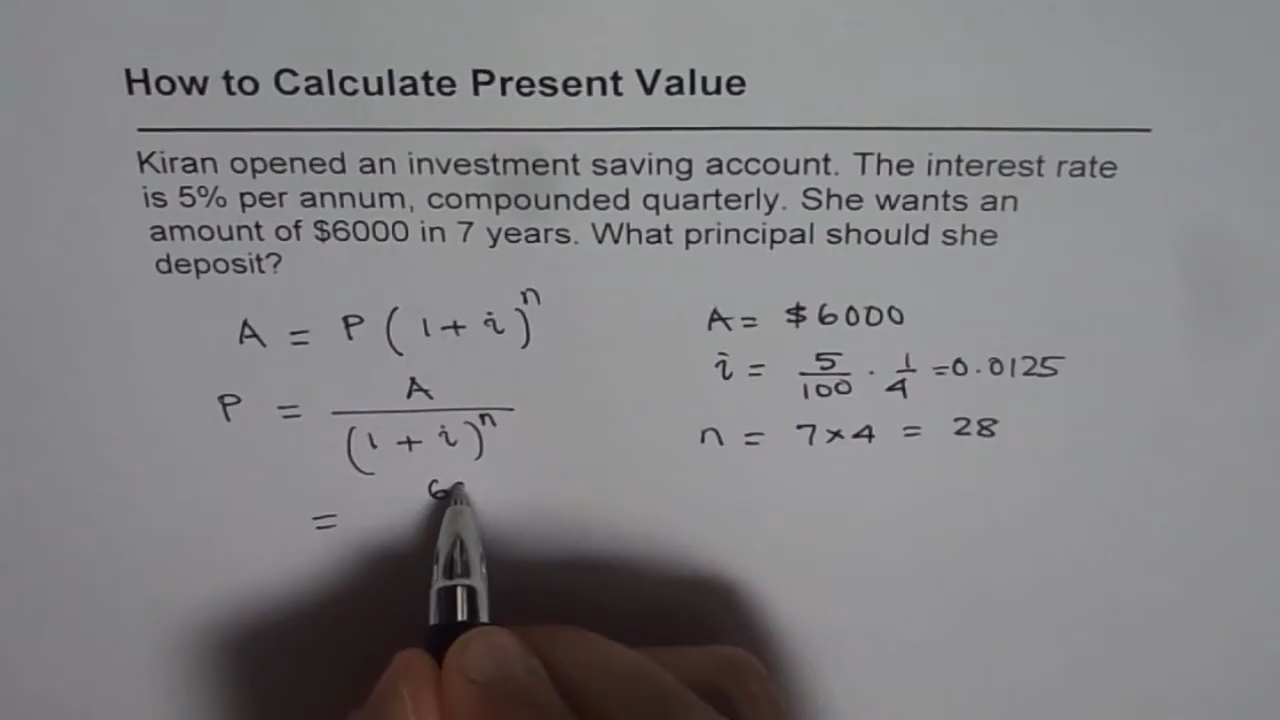 How to Calculate Present Value
Kiran opened an investment saving account. The interest rate
is 5% per annum, compounded quarterly. She wants an
amount of $6000 in 7 years. What principal should she
deposit?
A = P(1+i)^n
P = A/(1+i)^n
= 6
A = $6000
i = 5/100 · 1/4 = 0.0125
n = 7×4 = 28